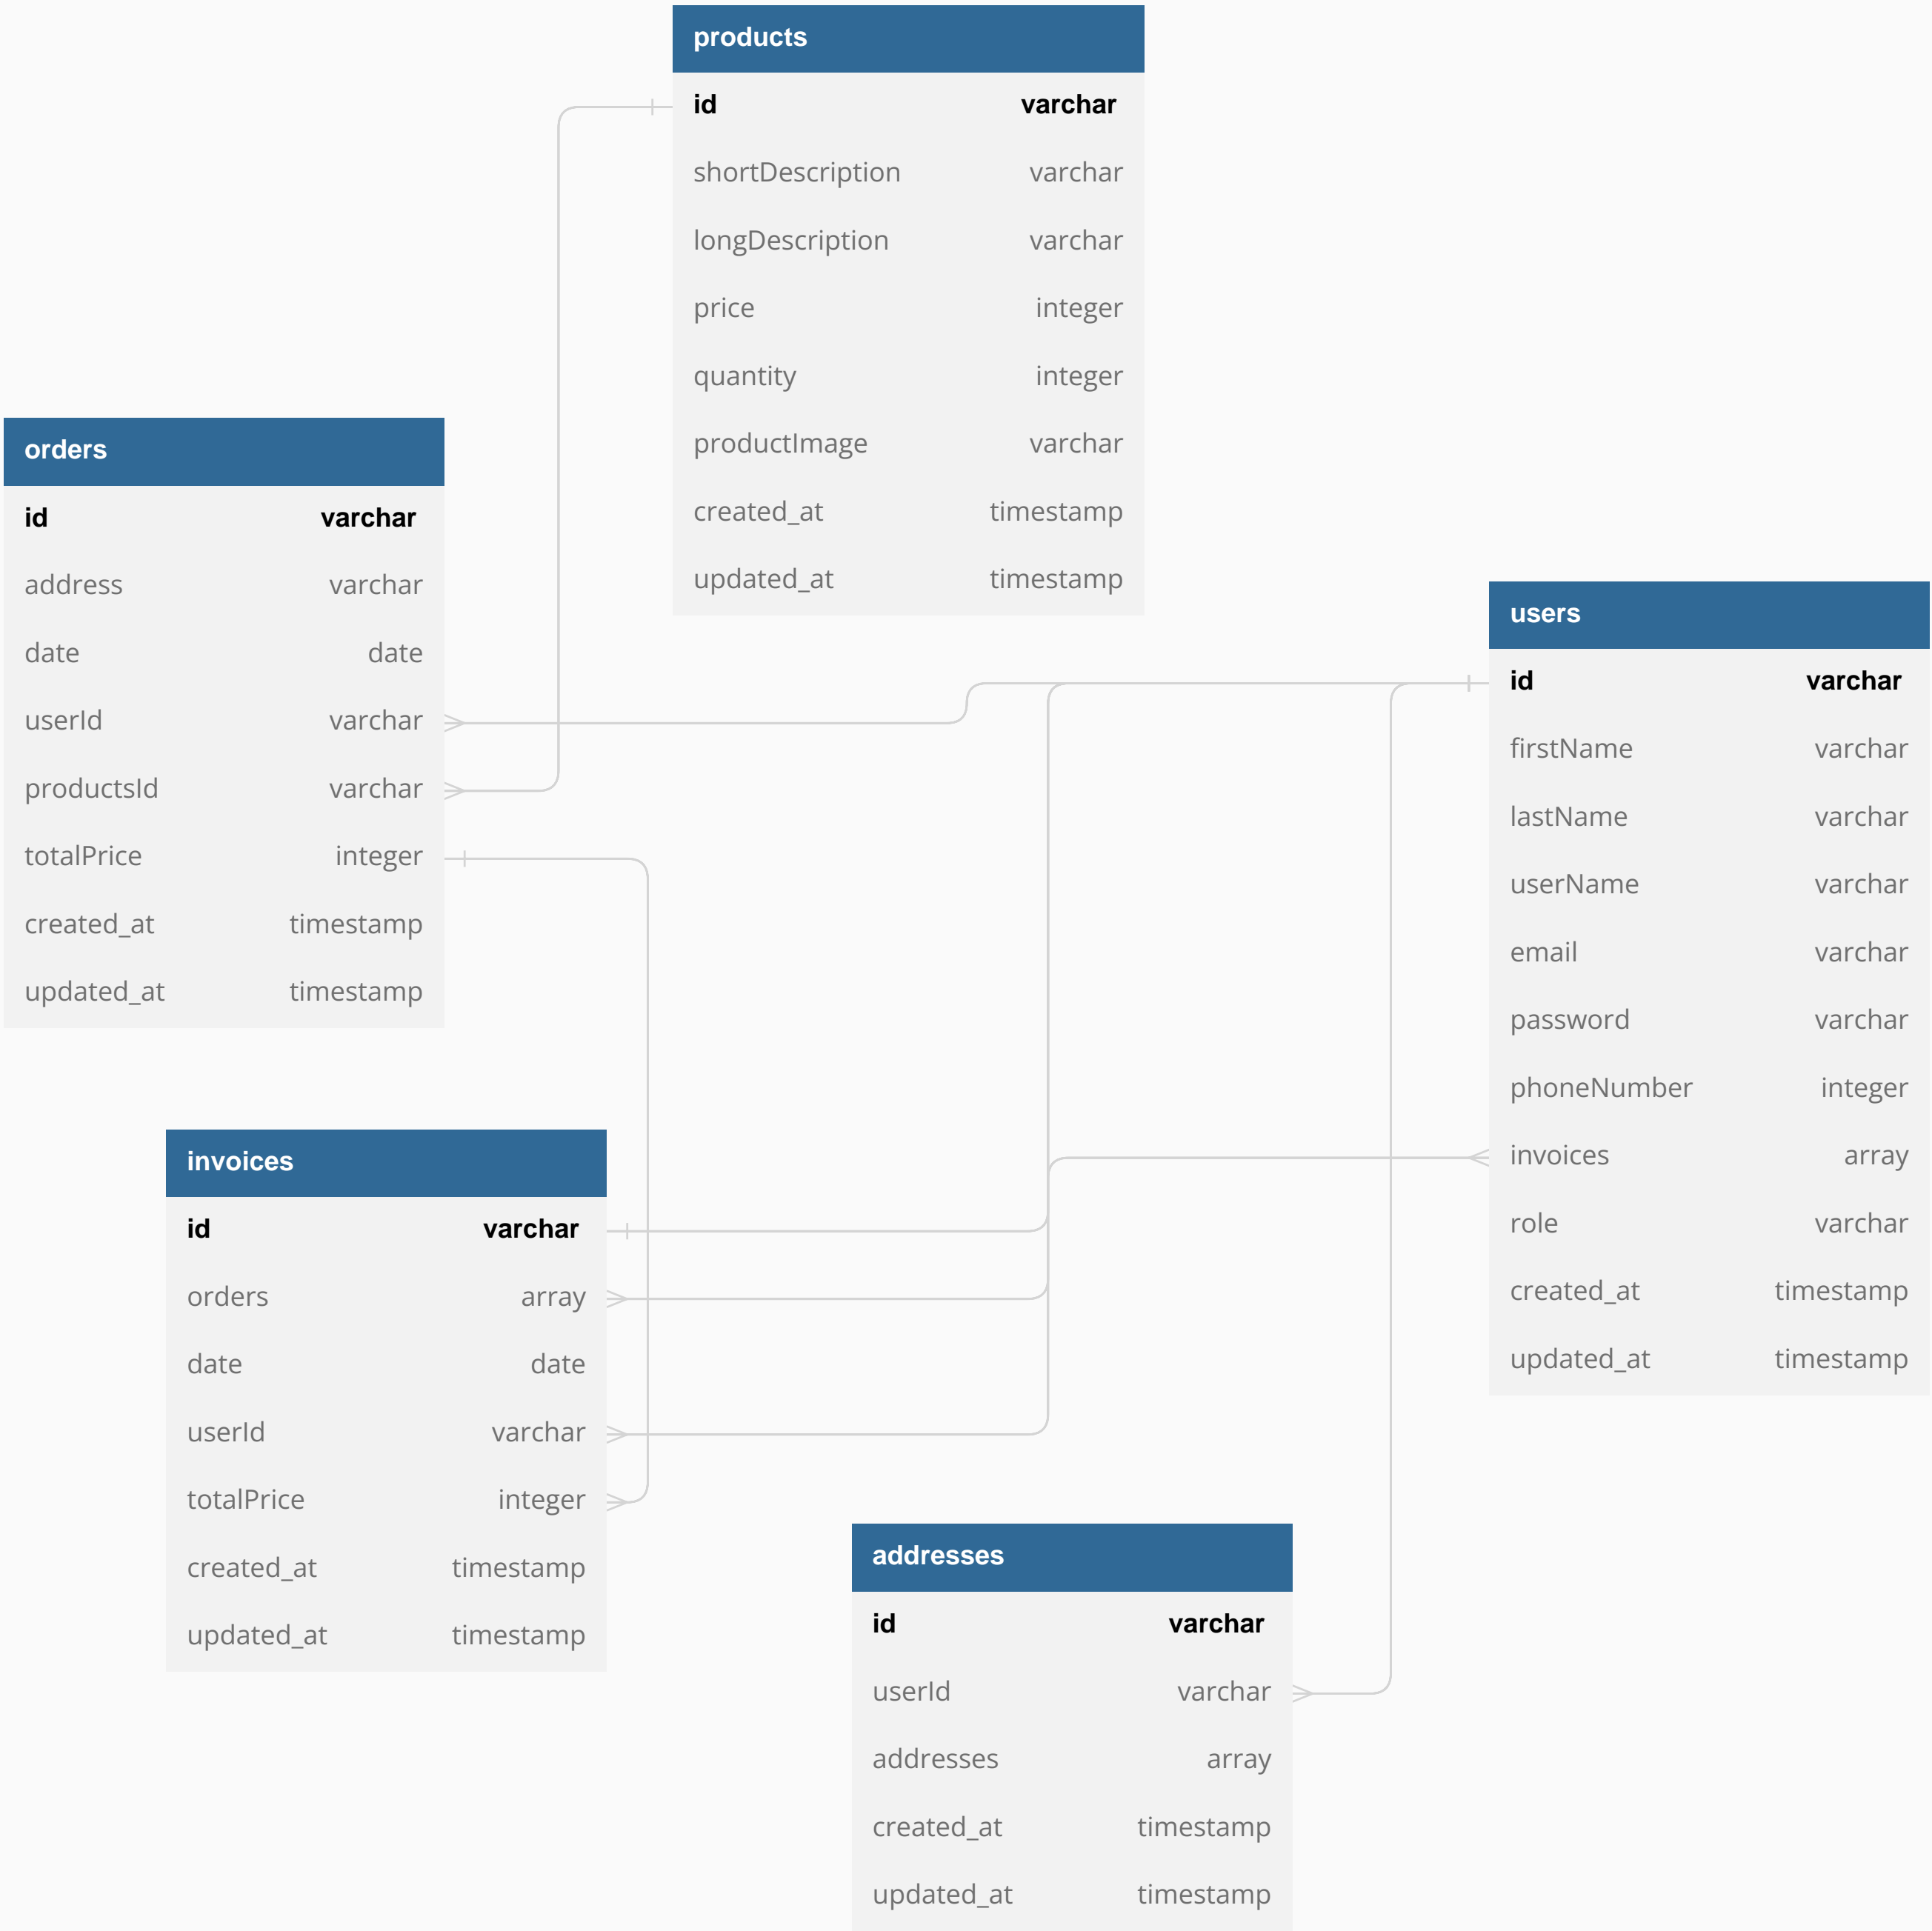 products
id varchar
shortDescription varchar
longDescription varchar
price integer
quantity integer
productImage varchar
created_at timestamp
updated_at timestamp
orders
id varchar
address varchar
date date
userId varchar
productsId varchar
totalPrice integer
created_at timestamp
updated_at timestamp
users
id varchar
firstName varchar
lastName varchar
userName varchar
email varchar
password varchar
phoneNumber integer
invoices array
role varchar
created_at timestamp
updated_at timestamp
invoices
id varchar
orders array
date date
userId varchar
totalPrice integer
created_at timestamp
updated_at timestamp
addresses
id varchar
userId varchar
addresses array
created_at timestamp
updated_at timestamp